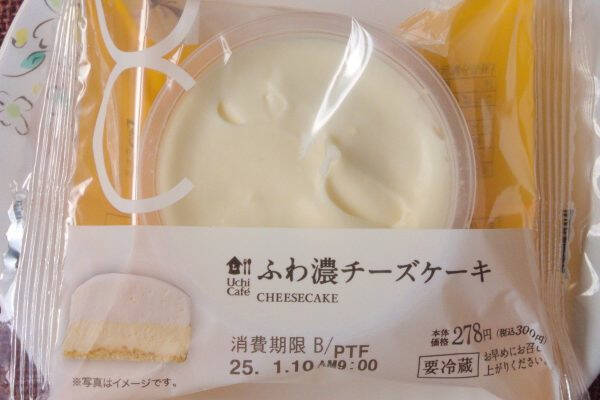 Uchi Café
ふわ濃チーズケーキ
CHEESECAKE
消費期限 B/PTF
25. 1.10 AM9:00
本体価格 278円(税込300円)
要冷蔵 お早めにお召し
上がりください。
※写真はイメージです。